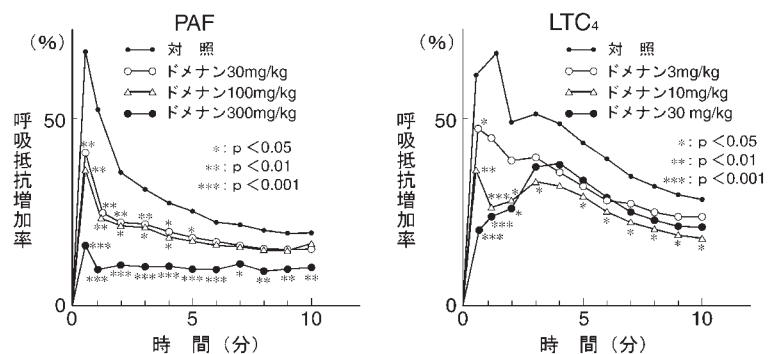 PAF
(%)
対 照
ドメナン30mg/kg
ドメナン100mg/kg
ドメナン300mg/kg
*: p <0.05
**: p <0.01
***: p <0.001
呼吸抵抗増加率
50
0
0 5 10
時 間 (分)
LTC4
(%)
対 照
ドメナン3mg/kg
ドメナン10mg/kg
ドメナン30 mg/kg
*: p <0.05
**: p <0.01
***: p <0.001
呼吸抵抗増加率
50
0
0 5 10
時 間 (分)